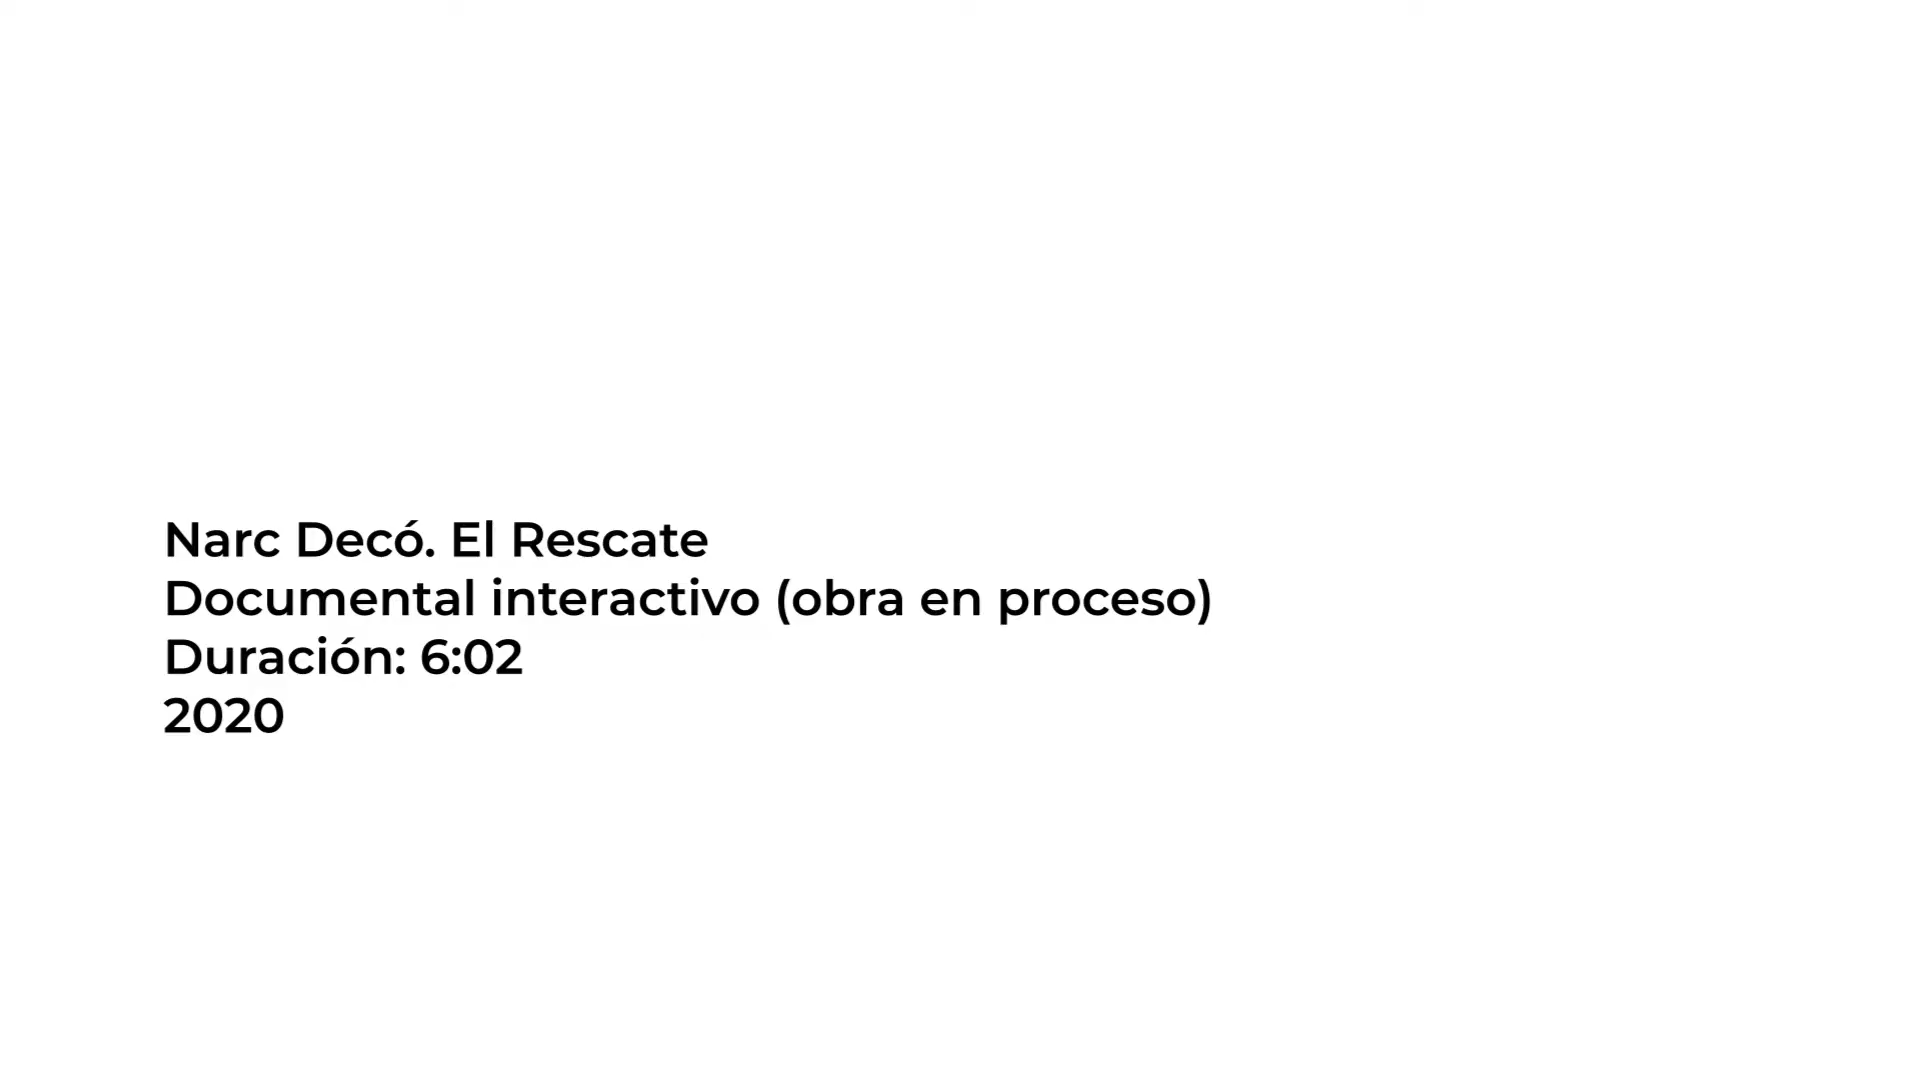 Narc Decó. El Rescate
Documental interactivo (obra en proceso)
Duración: 6:02
2020